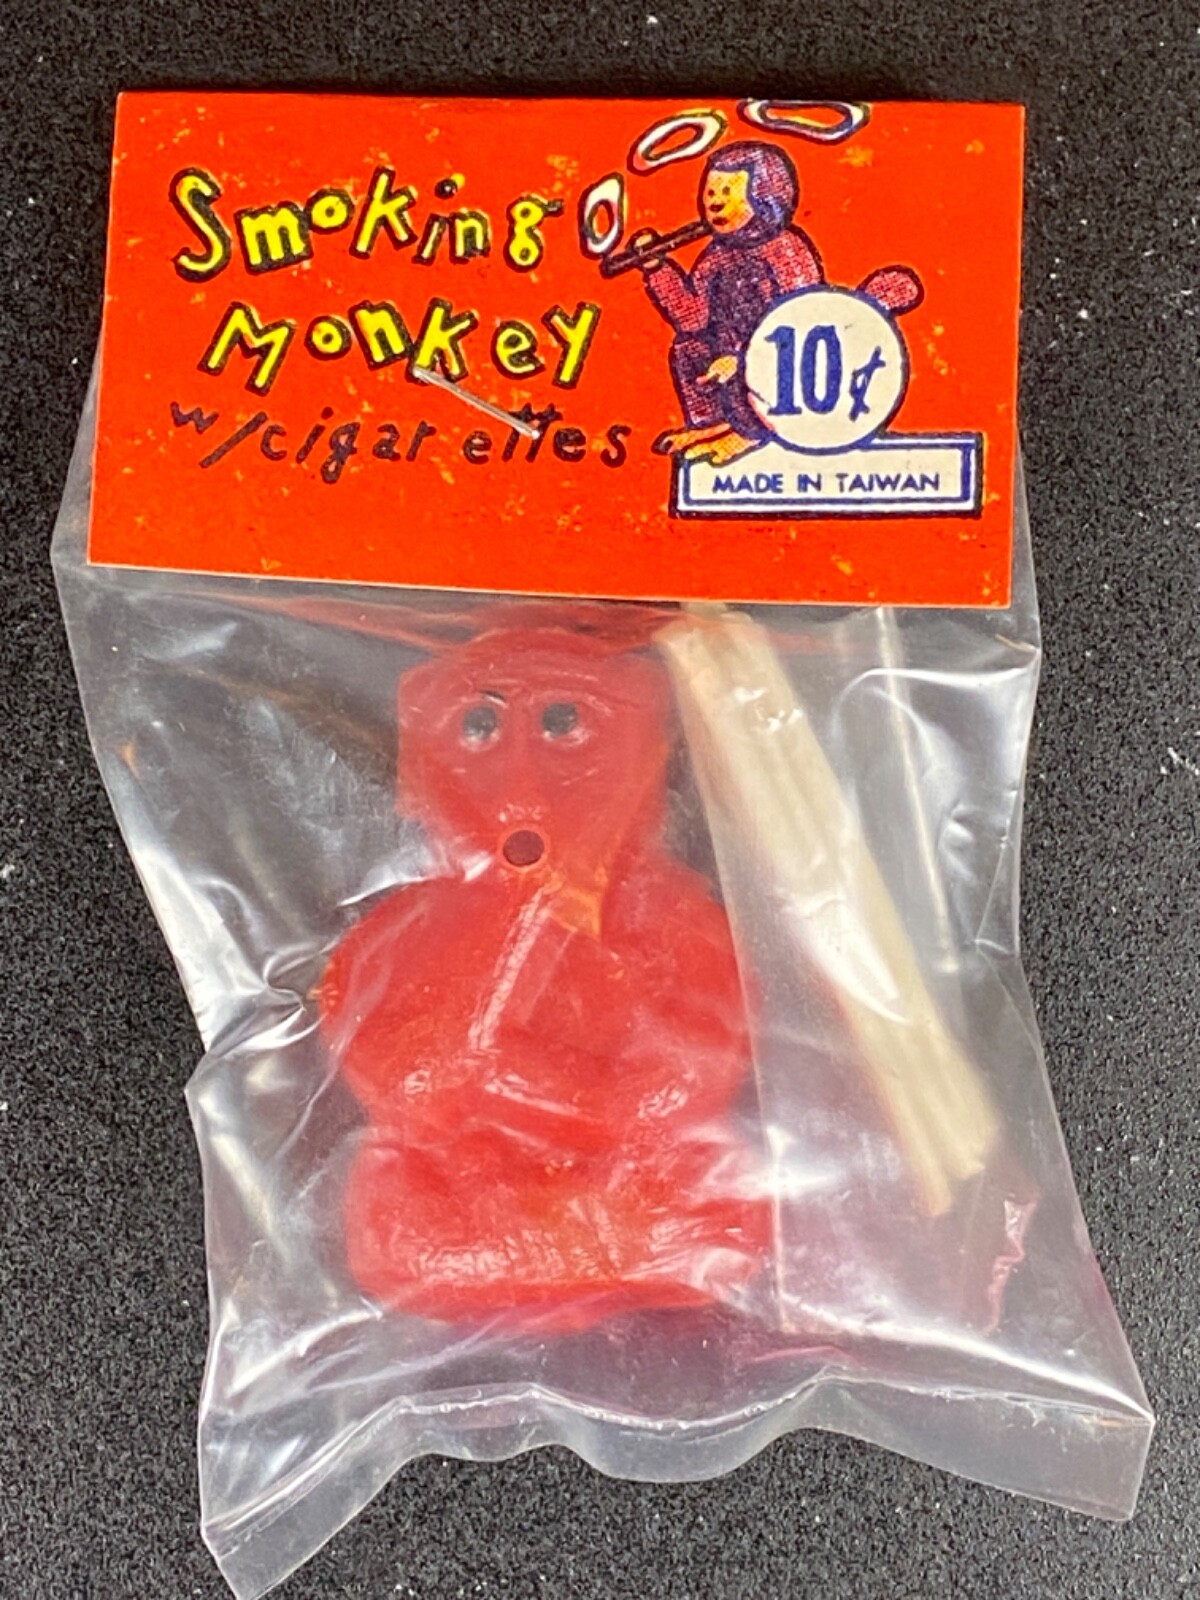 Smoking
Monkey
w/cigarettes
10¢
MADE IN TAIWAN